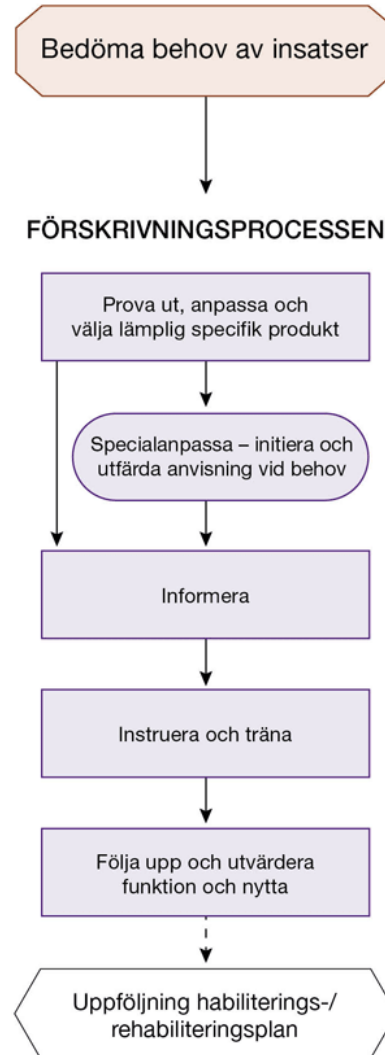 Bedöma behov av insatser
FÖRSKRIVNINGSPROCESSEN
Prova ut, anpassa och
välja lämplig specifik produkt
Specialanpassa – initiera och
utfärda anvisning vid behov
Informera
Instruera och träna
Följa upp och utvärdera
funktion och nytta
Uppföljning habiliterings-/
rehabiliteringsplan